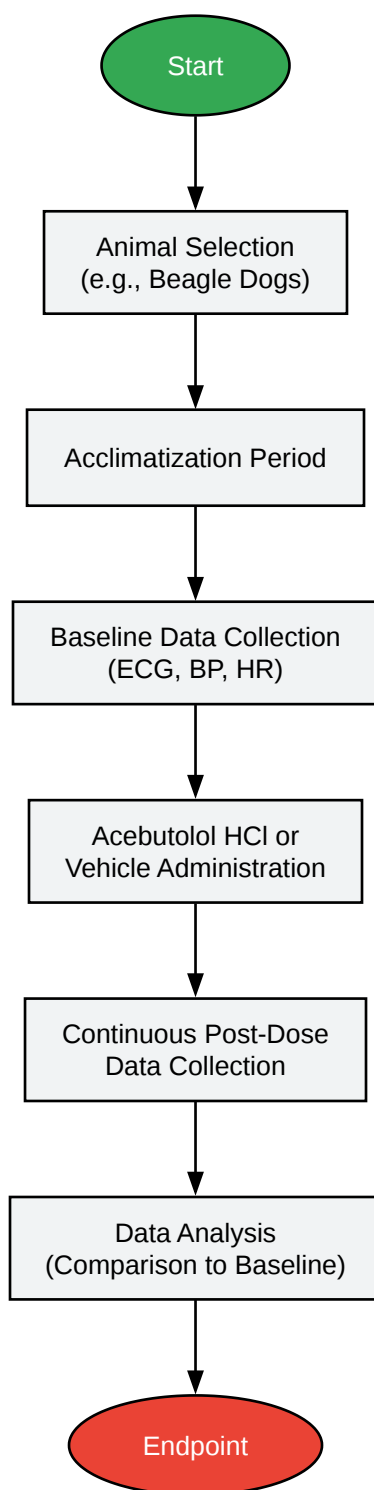 Start
Animal Selection
(e.g., Beagle Dogs)
Acclimatization Period
Baseline Data Collection
(ECG, BP, HR)
Acebutolol HCl or
Vehicle Administration
Continuous Post-Dose
Data Collection
Data Analysis
(Comparison to Baseline)
Endpoint